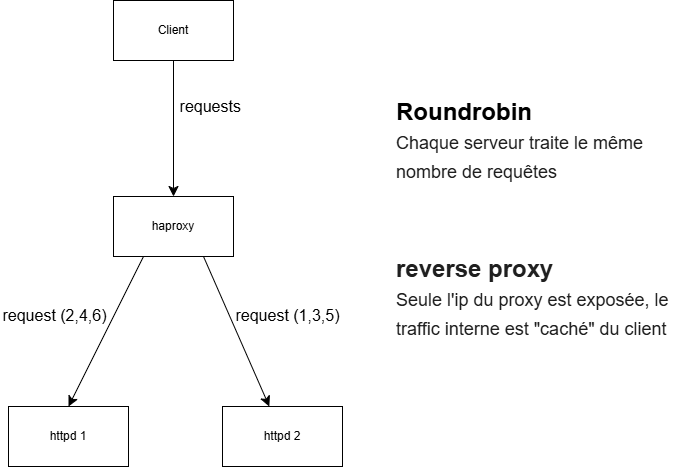 Client
requests
Roundrobin
Chaque serveur traite le même
nombre de requêtes
haproxy
reverse proxy
Seule l'ip du proxy est exposée, le
traffic interne est "caché" du client
request (2,4,6)
request (1,3,5)
httpd 1
httpd 2